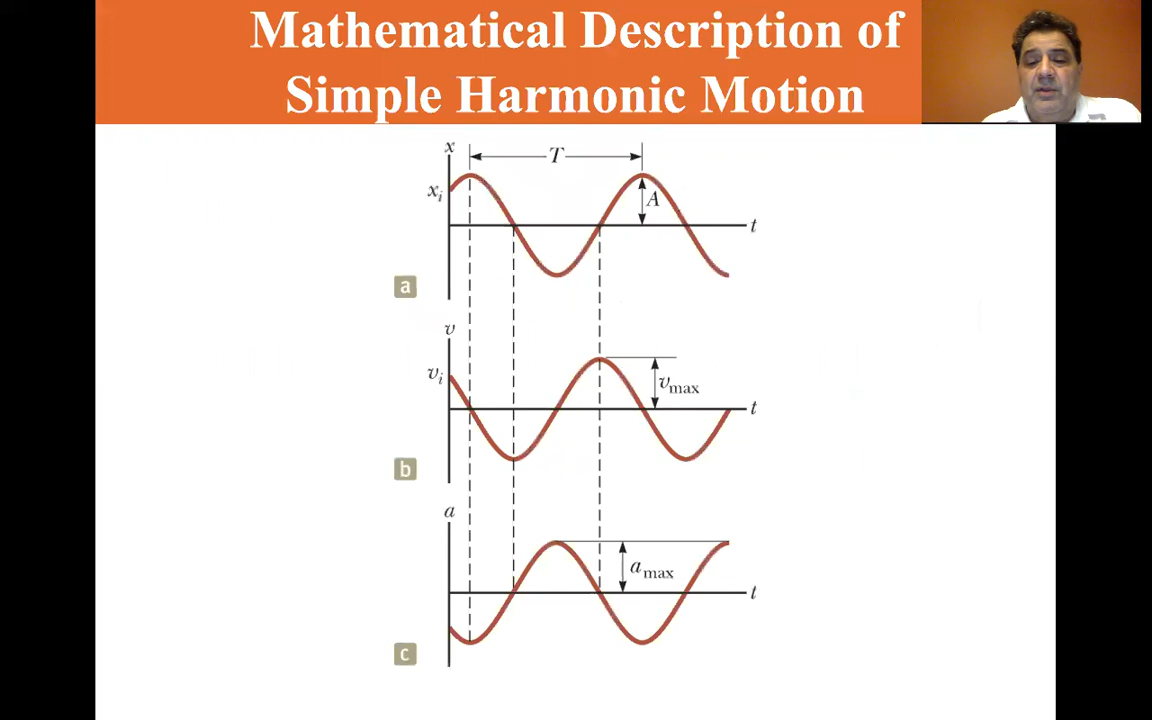 Mathematical Description of
Simple Harmonic Motion
x
T
xi
A
t
a
v
vi
vmax
t
b
a
amax
t
c